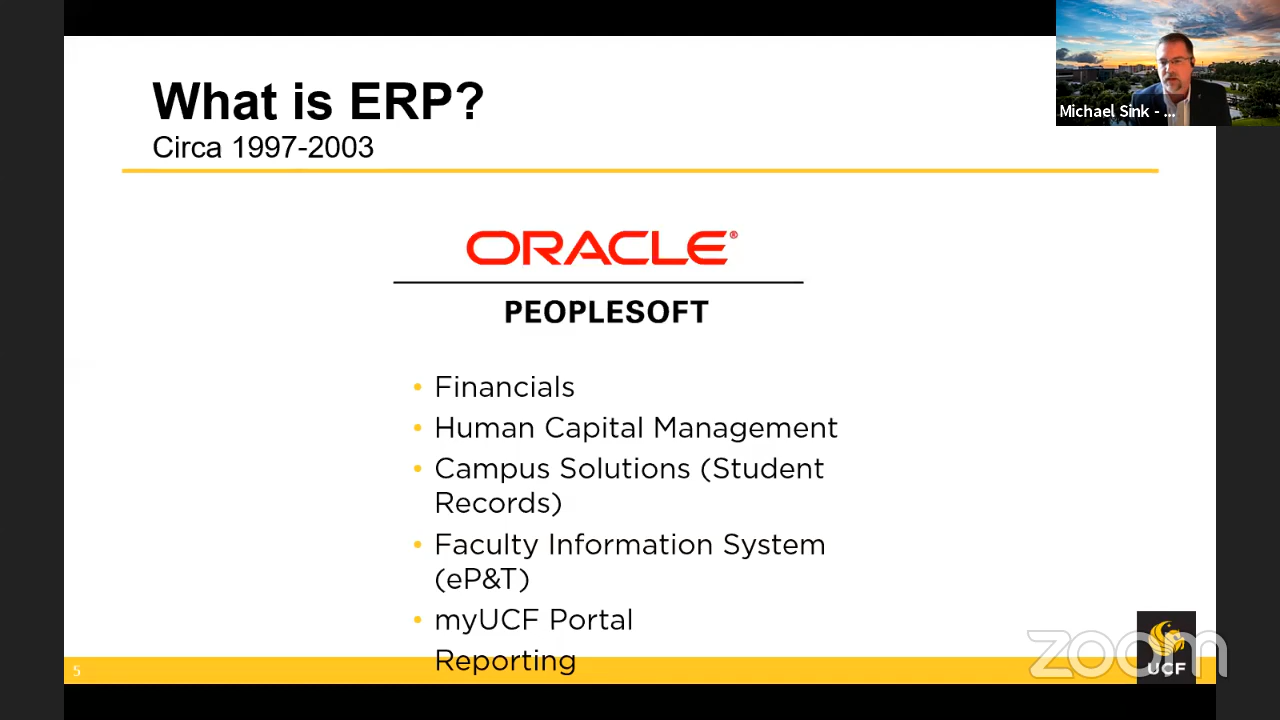 What is ERP?
Circa 1997-2003
Michael Sink - ...
ORACLE®
PEOPLESOFT
• Financials
• Human Capital Management
• Campus Solutions (Student
Records)
• Faculty Information System
(eP&T)
• myUCF Portal
Reporting
5
zoom
UCF